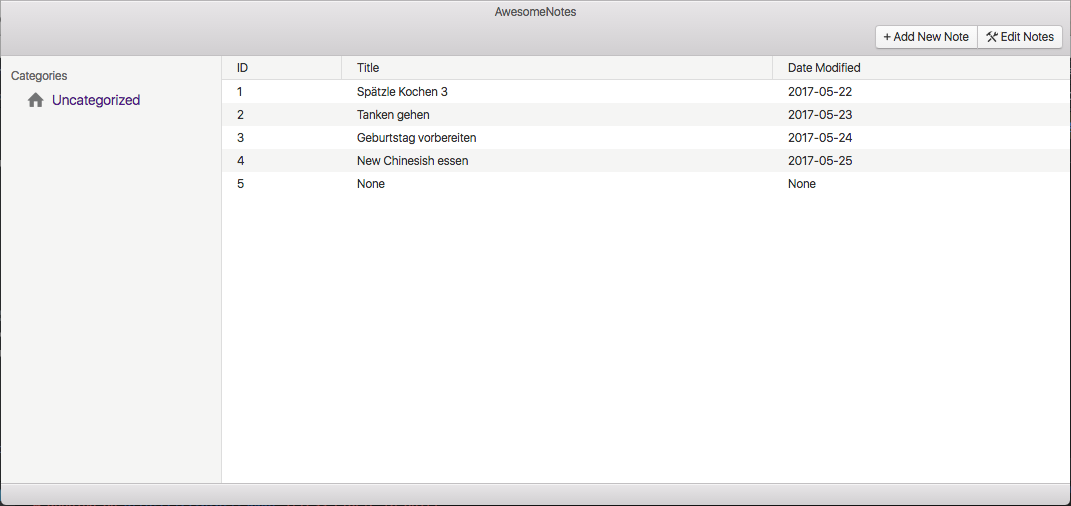 AwesomeNotes
+ Add New Note Edit Notes
Categories
Uncategorized
ID Title Date Modified
1 Spätzle Kochen 3 2017-05-22
2 Tanken gehen 2017-05-23
3 Geburtstag vorbereiten 2017-05-24
4 New Chinesish essen 2017-05-25
5 None None